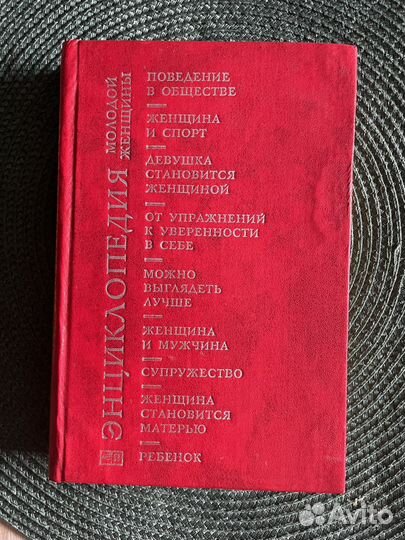 ЭНЦИКЛОПЕДИЯ
МОЛОДОЙ
ЖЕНЩИНЫ
ПОВЕДЕНИЕ
В ОБЩЕСТВЕ
ЖЕНЩИНА
И СПОРТ
ДЕВУШКА
СТАНОВИТСЯ
ЖЕНЩИНОЙ
ОТ УПРАЖНЕНИЙ
К УВЕРЕННОСТИ
В СЕБЕ
МОЖНО
ВЫГЛЯДЕТЬ
ЛУЧШЕ
ЖЕНЩИНА
И МУЖЧИНА
СУПРУЖЕСТВО
ЖЕНЩИНА
СТАНОВИТСЯ
МАТЕРЬЮ
РЕБЕНОК
Avito